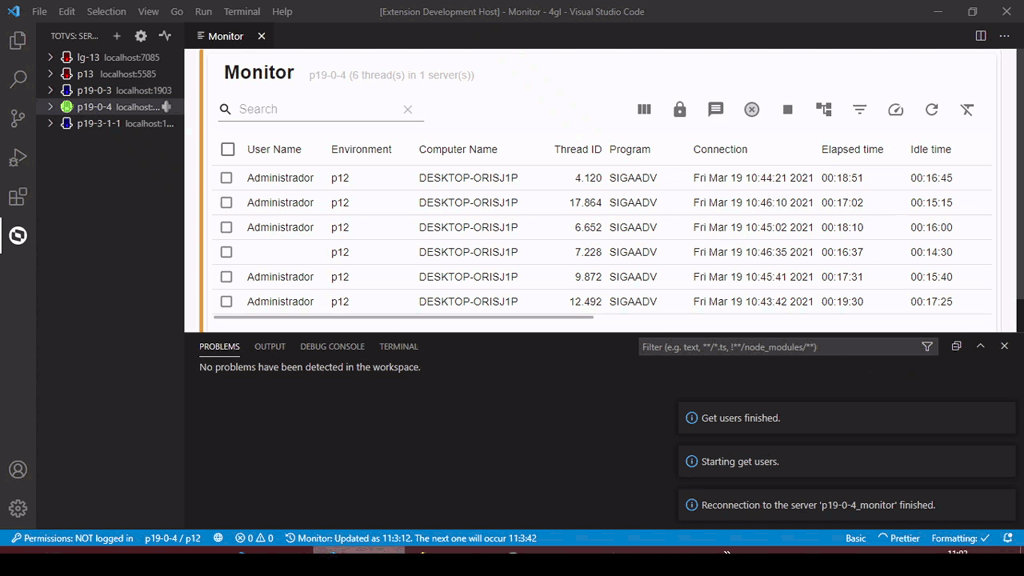 File Edit Selection View Go Run Terminal Help
[Extension Development Host] - Monitor - 4gl - Visual Studio Code
TOTVS: SER...
Monitor
lg-13 localhost:7085
p13 localhost:5585
p19-0-3 localhost:1903
p19-0-4 localhost:...
p19-3-1-1 localhost:1...
Monitor p19-0-4 (6 thread(s) in 1 server(s))
Search
User Name Environment Computer Name Thread ID Program Connection Elapsed time Idle time
Administrador p12 DESKTOP-ORISJ1P 4.120 SIGAADV Fri Mar 19 10:44:21 2021 00:18:51 00:16:45
Administrador p12 DESKTOP-ORISJ1P 17.864 SIGAADV Fri Mar 19 10:46:10 2021 00:17:02 00:15:15
Administrador p12 DESKTOP-ORISJ1P 6.652 SIGAADV Fri Mar 19 10:45:02 2021 00:18:10 00:16:00
p12 DESKTOP-ORISJ1P 7.228 SIGAADV Fri Mar 19 10:46:35 2021 00:16:37 00:14:30
Administrador p12 DESKTOP-ORISJ1P 9.872 SIGAADV Fri Mar 19 10:45:41 2021 00:17:31 00:15:40
Administrador p12 DESKTOP-ORISJ1P 12.492 SIGAADV Fri Mar 19 10:43:42 2021 00:19:30 00:17:25
PROBLEMS OUTPUT DEBUG CONSOLE TERMINAL
Filter (e.g. text, **/*.ts, !**/node_modules/**)
No problems have been detected in the workspace.
Get users finished.
Starting get users.
Reconnection to the server 'p19-0-4_monitor' finished.
Permissions: NOT logged in p19-0-4 / p12 0 0 Monitor: Updated as 11:3:12. The next one will occur 11:3:42 Basic Prettier Formatting: